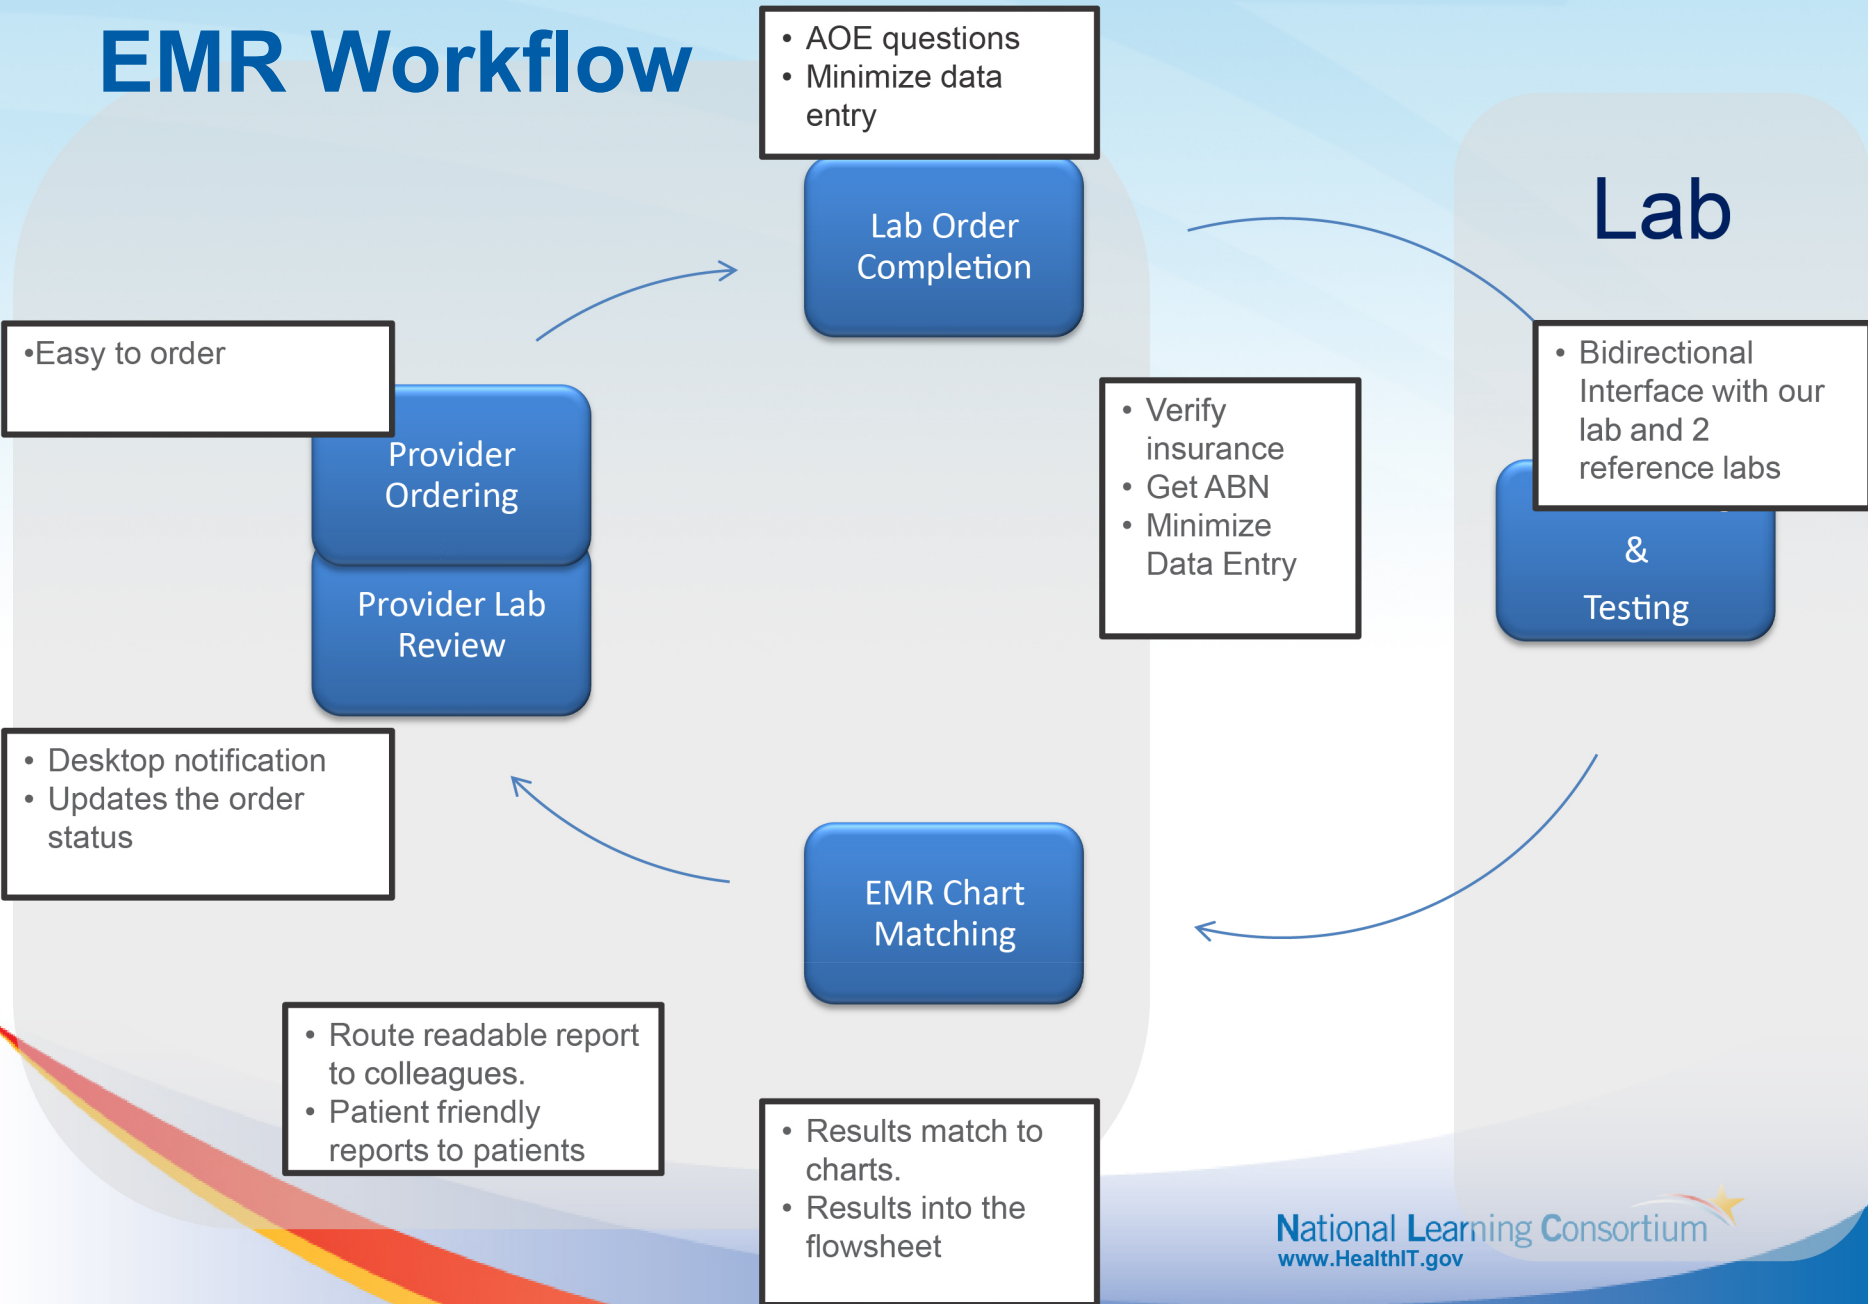 EMR Workflow
• AOE questions
• Minimize data
entry
Lab Order
Completion
Lab
•Easy to order
Provider
Ordering
Provider Lab
Review
• Verify
insurance
• Get ABN
• Minimize
Data Entry
• Bidirectional
Interface with our
lab and 2
reference labs
&
Testing
• Desktop notification
• Updates the order
status
EMR Chart
Matching
• Route readable report
to colleagues.
• Patient friendly
reports to patients
• Results match to
charts.
• Results into the
flowsheet
National Learning Consortium
www.HealthIT.gov